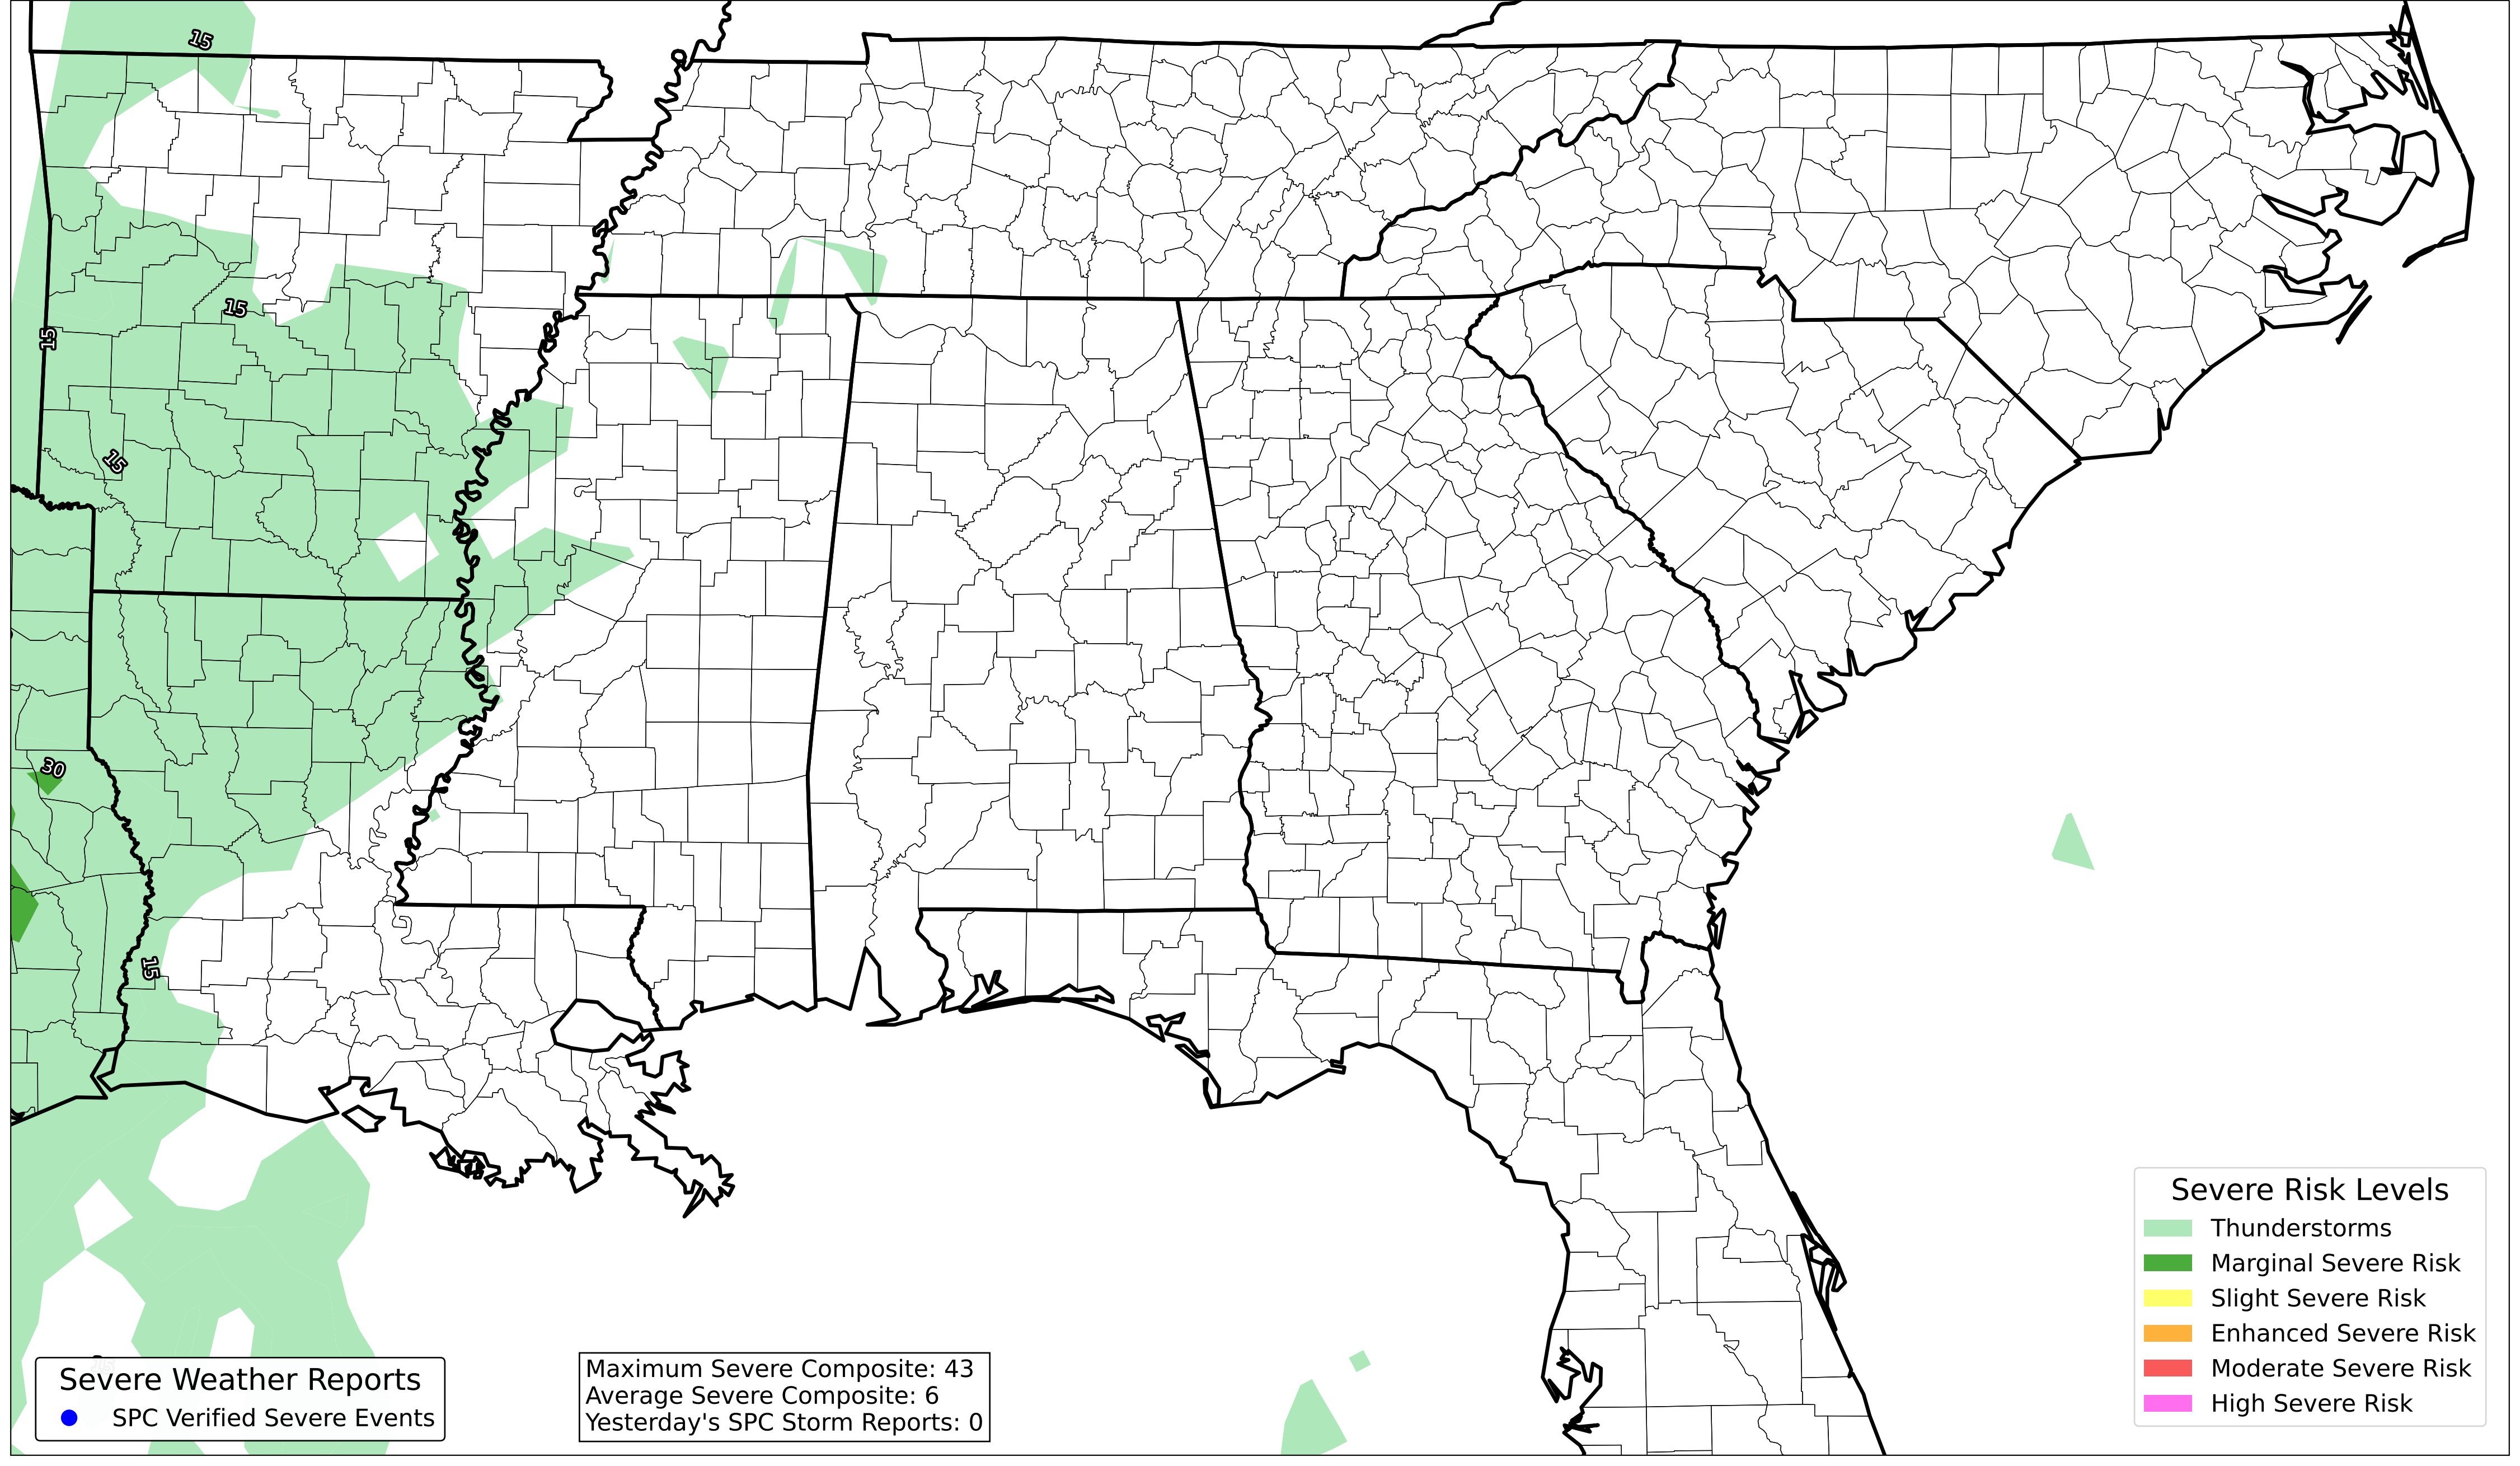 15
15
15
15
30
15
Severe Risk Levels
Thunderstorms
Marginal Severe Risk
Slight Severe Risk
Enhanced Severe Risk
Moderate Severe Risk
High Severe Risk
Severe Weather Reports
SPC Verified Severe Events
Maximum Severe Composite: 43
Average Severe Composite: 6
Yesterday's SPC Storm Reports: 0